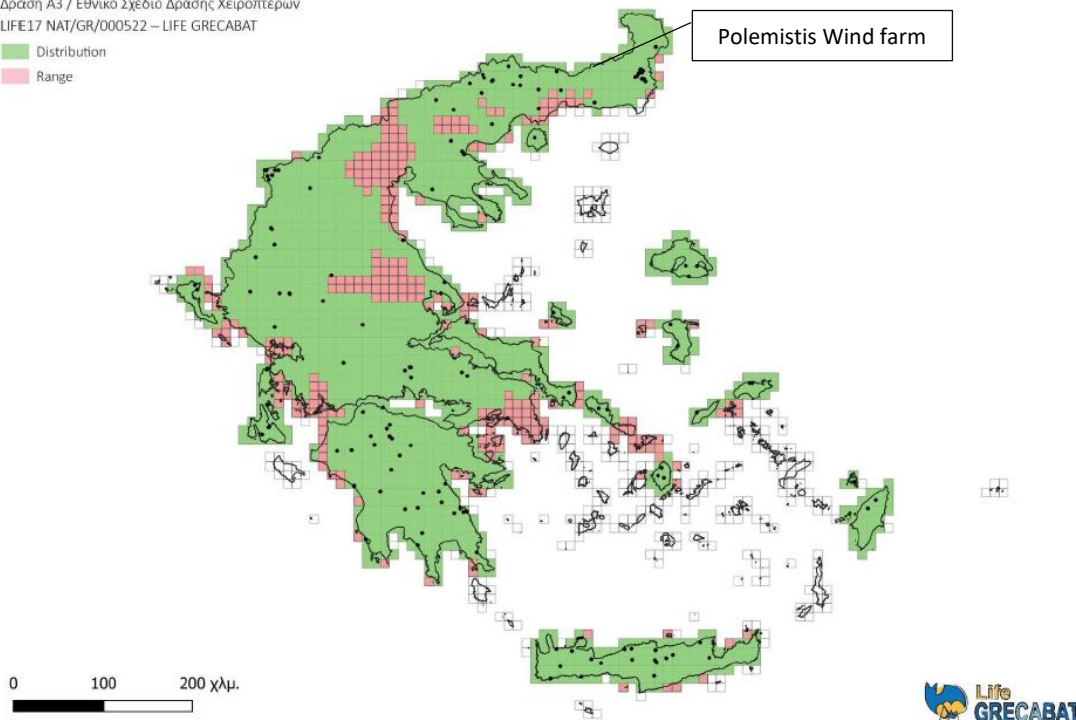 Δράση Α3 / Εθνικό Σχέδιο Δράσης Χειροπτέρων
LIFE17 NAT/GR/000522 – LIFE GRECABAT
Distribution
Range
Polemistis Wind farm
0 100 200 χλμ.
Life
GRECABAT